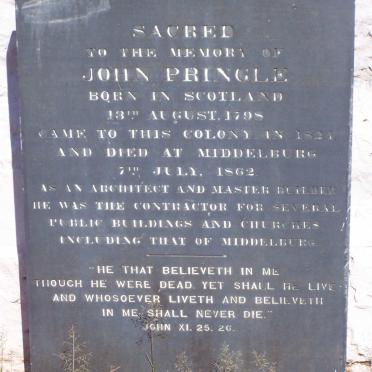 SACRED
TO THE MEMORY OF
JOHN PRINGLE
BORN IN SCOTLAND
13TH AUGUST, 1798
CAME TO THIS COLONY IN 1821
AND DIED AT MIDDELBURG
7TH JULY, 1862
AS AN ARCHITECT AND MASTER BUILDER
HE WAS THE CONTRACTOR FOR SEVERAL
PUBLIC BUILDINGS AND CHURCHES
INCLUDING THAT OF MIDDELBURG
"HE THAT BELIEVETH IN ME
THOUGH HE WERE DEAD, YET SHALL HE LIVE
AND WHOSOEVER LIVETH AND BELIEVETH
IN ME SHALL NEVER DIE."
JOHN XI. 25. 26.